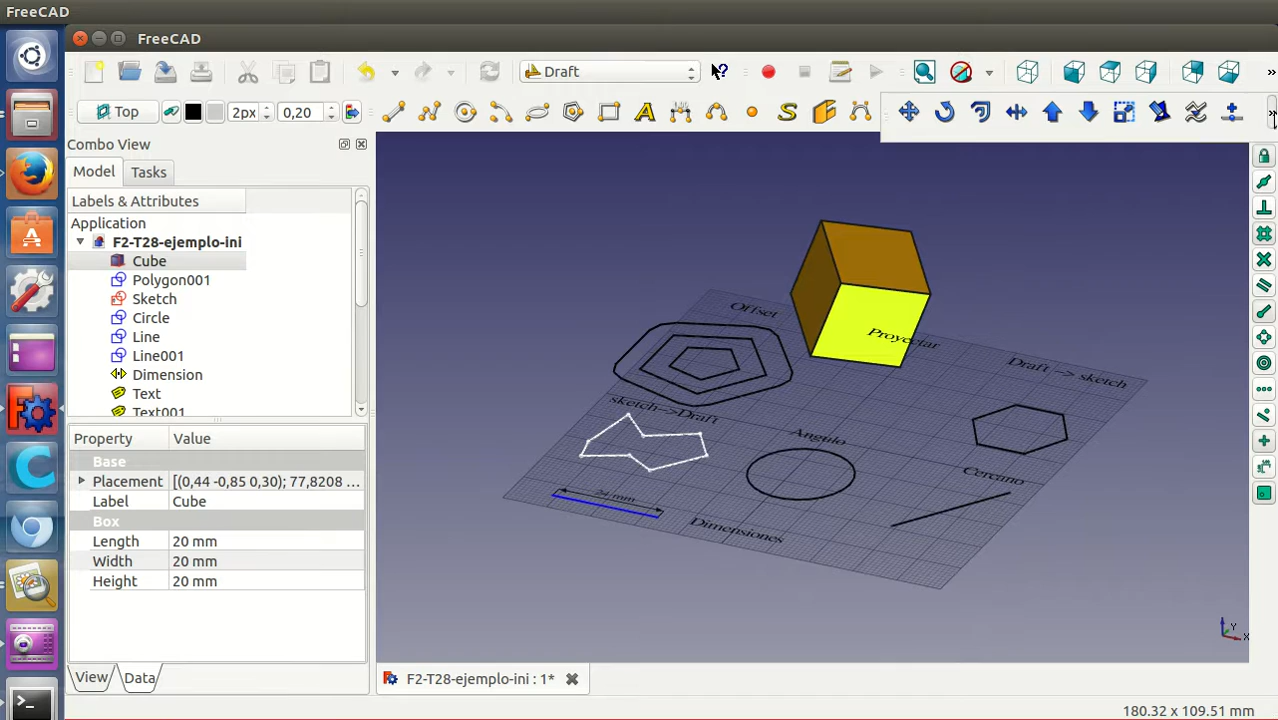 FreeCAD
FreeCAD
Draft
Top
2px
0,20
Combo View
Model
Tasks
Labels & Attributes
Application
F2-T28-ejemplo-ini
Cube
Polygon001
Sketch
Circle
Line
Line001
Dimension
Text
Text001
Property
Value
Base
Placement
[(0,44 -0,85 0,30); 77,8208 ...
Label
Cube
Box
Length
20 mm
Width
20 mm
Height
20 mm
View
Data
Offset
Proyectar
Draft --> sketch
sketch-->Draft
Angulo
Cercano
24 mm
Dimensiones
Y
X
F2-T28-ejemplo-ini : 1*
180.32 x 109.51 mm